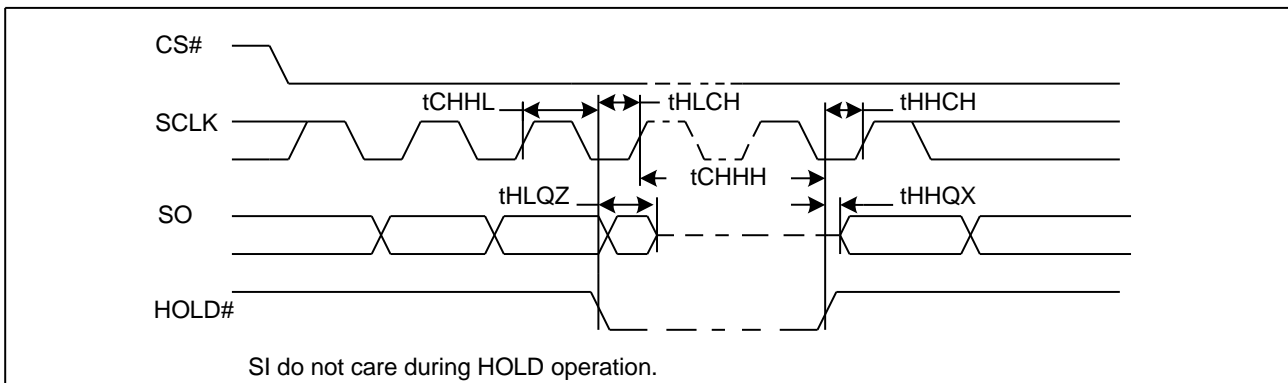 CS#
tCHHL
tHLCH
tHHCH
SCLK
tCHHH
tHLQZ
tHHQX
SO
HOLD#
SI do not care during HOLD operation.